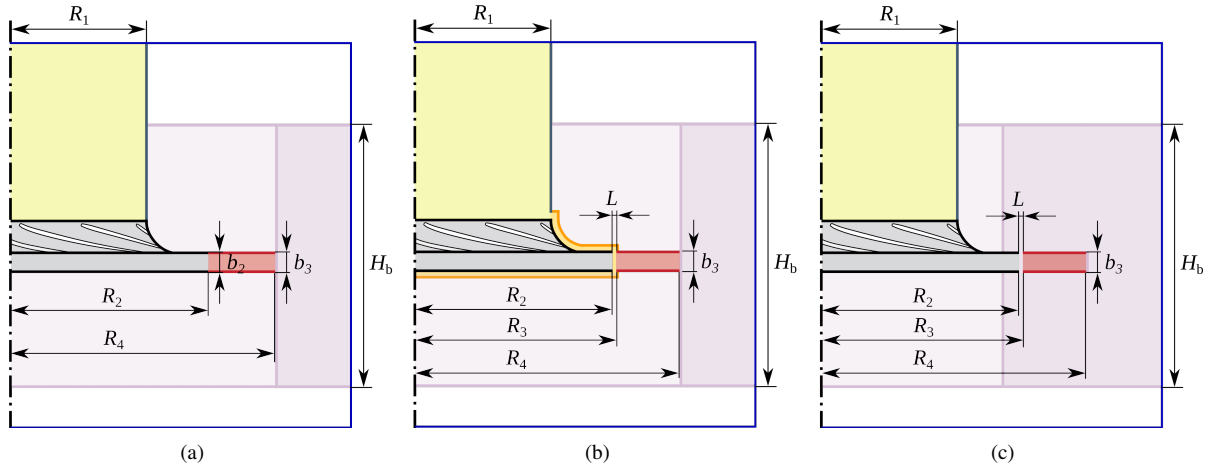 R1 R1 R1
L L
b2 b3 Hb b3 Hb b3 Hb
R2 R2 R2
R3 R3
R4 R4 R4
(a) (b) (c)